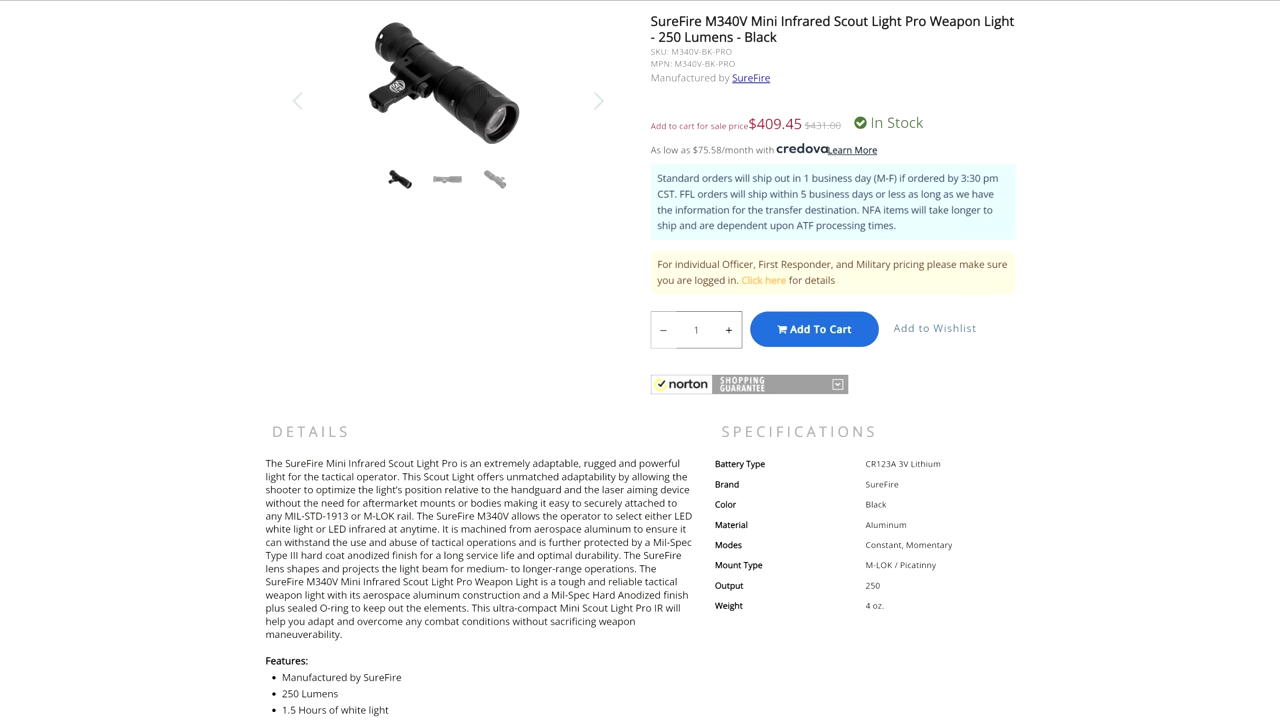 SureFire M340V Mini Infrared Scout Light Pro Weapon Light
- 250 Lumens - Black
SKU: M340V-BK-PRO
MPN: M340V-BK-PRO
Manufactured by SureFire
Add to cart for sale price$409.45 $431.00 In Stock
As low as $75.58/month with credova Learn More
Standard orders will ship out in 1 business day (M-F) if ordered by 3:30 pm
CST. FFL orders will ship within 5 business days or less as long as we have
the information for the transfer destination. NFA items will take longer to
ship and are dependent upon ATF processing times.
For individual Officer, First Responder, and Military pricing please make sure
you are logged in. Click here for details
− 1 + Add To Cart Add to Wishlist
norton SHOPPING
GUARANTEE
DETAILS
The SureFire Mini Infrared Scout Light Pro is an extremely adaptable, rugged and powerful
light for the tactical operator. This Scout Light offers unmatched adaptability by allowing the
shooter to optimize the light's position relative to the handguard and the laser aiming device
without the need for aftermarket mounts or bodies making it easy to securely attached to
any MIL-STD-1913 or M-LOK rail. The SureFire M340V allows the operator to select either LED
white light or LED infrared at anytime. It is machined from aerospace aluminum to ensure it
can withstand the use and abuse of tactical operations and is further protected by a Mil-Spec
Type III hard coat anodized finish for a long service life and optimal durability. The SureFire
lens shapes and projects the light beam for medium- to longer-range operations. The
SureFire M340V Mini Infrared Scout Light Pro Weapon Light is a tough and reliable tactical
weapon light with its aerospace aluminum construction and a Mil-Spec Hard Anodized finish
plus sealed O-ring to keep out the elements. This ultra-compact Mini Scout Light Pro IR will
help you adapt and overcome any combat conditions without sacrificing weapon
maneuverability.
Features:
• Manufactured by SureFire
• 250 Lumens
• 1.5 Hours of white light
SPECIFICATIONS
Battery Type CR123A 3V Lithium
Brand SureFire
Color Black
Material Aluminum
Modes Constant, Momentary
Mount Type M-LOK / Picatinny
Output 250
Weight 4 oz.